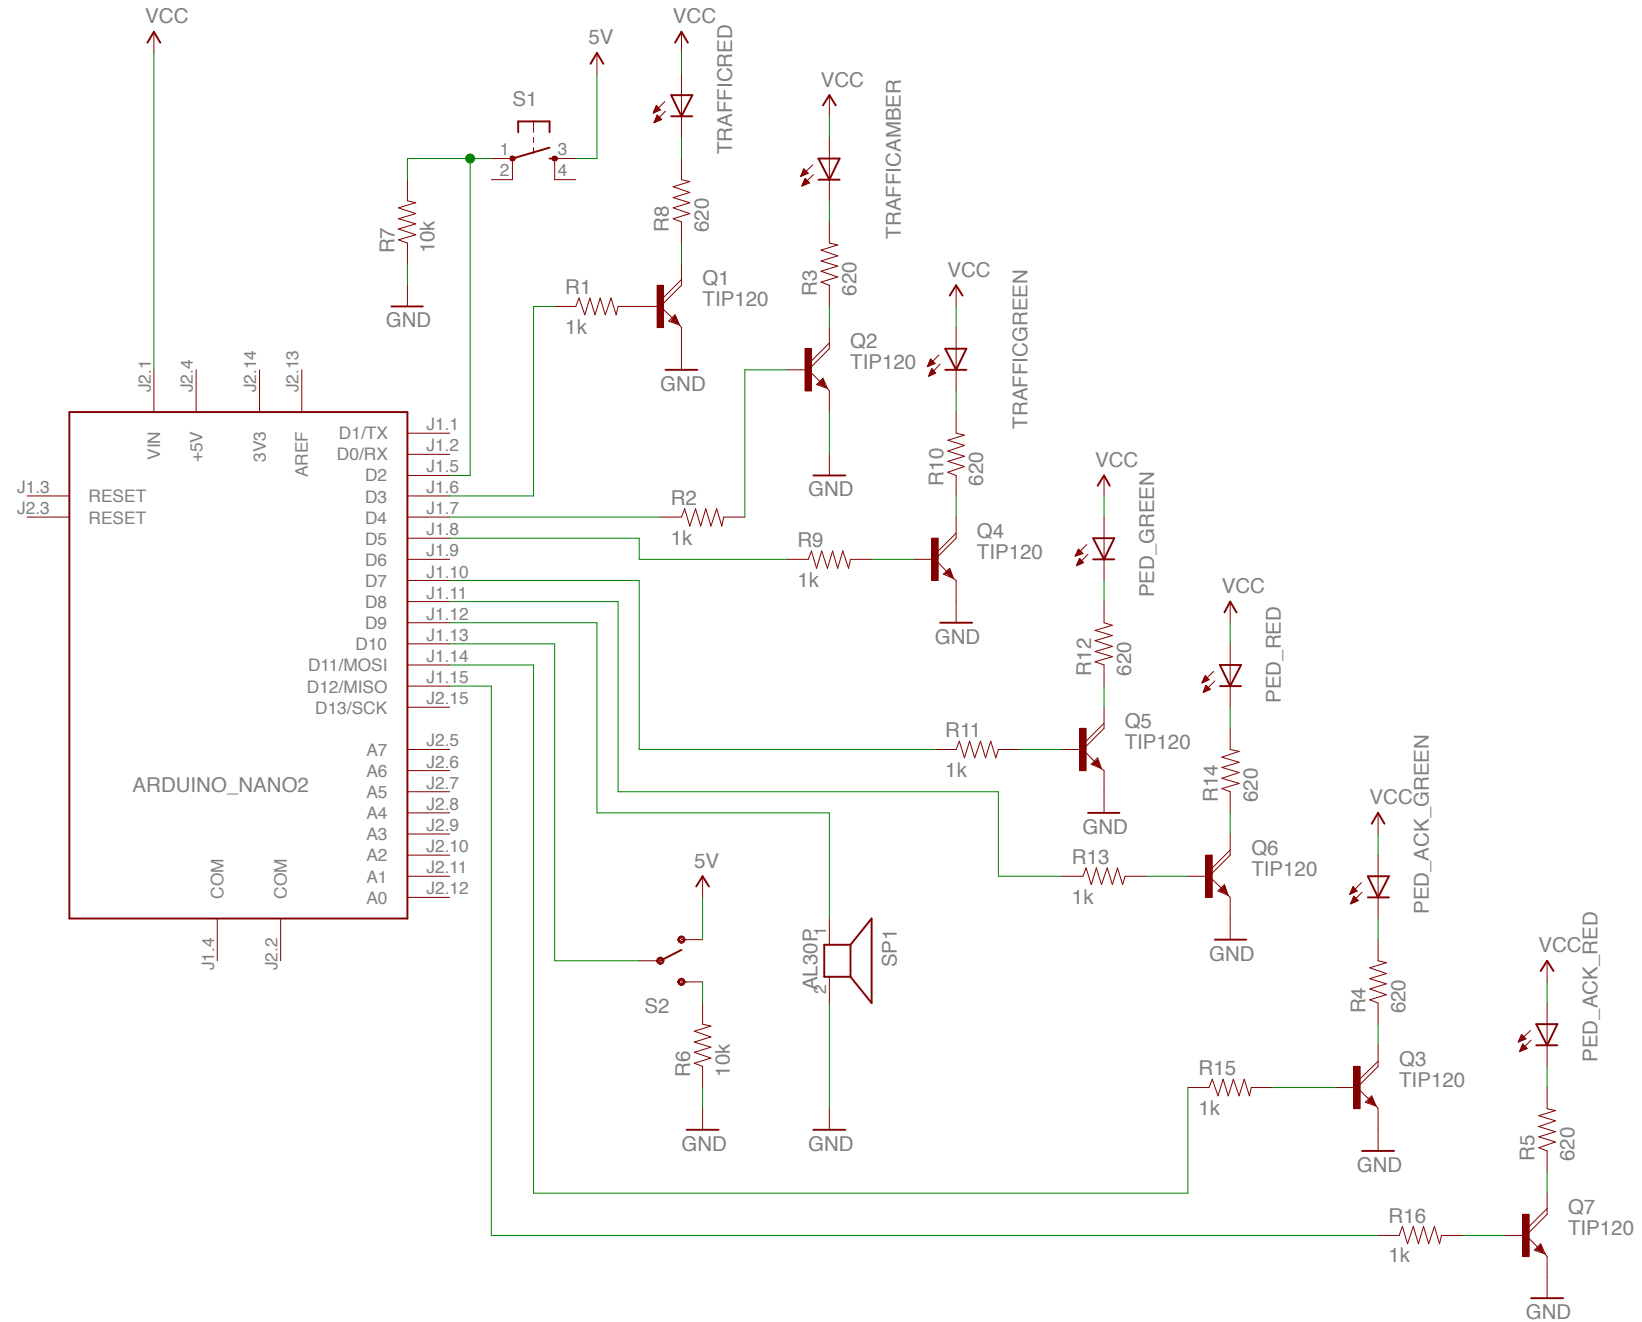 VCC
5V
VCC
TRAFFICRED
S1
1
3
2
4
VCC
TRAFFICAMBER
R7
10k
GND
R8
620
R1
1k
Q1
TIP120
GND
R3
620
Q2
TIP120
GND
VCC
TRAFFICGREEN
R10
620
R2
1k
R9
1k
Q4
TIP120
GND
J2.1
J2.4
J2.14
J2.13
VIN
+5V
3V3
AREF
J1.3
RESET
J2.3
RESET
D1/TX
J1.1
D0/RX
J1.2
D2
J1.5
D3
J1.6
D4
J1.7
D5
J1.8
D6
J1.9
D7
J1.10
D8
J1.11
D9
J1.12
D10
J1.13
D11/MOSI
J1.14
D12/MISO
J1.15
D13/SCK
J2.15
A7
J2.5
A6
J2.6
A5
J2.7
A4
J2.8
A3
J2.9
A2
J2.10
A1
J2.11
A0
J2.12
ARDUINO_NANO2
COM
COM
J1.4
J2.2
VCC
PED_GREEN
R12
620
R11
1k
Q5
TIP120
GND
VCC
PED_RED
R14
620
R13
1k
Q6
TIP120
GND
5V
S2
R6
10k
GND
AL30P
1
2
SP1
GND
VCC
PED_ACK_GREEN
R4
620
R15
1k
Q3
TIP120
GND
VCC
PED_ACK_RED
R5
620
R16
1k
Q7
TIP120
GND